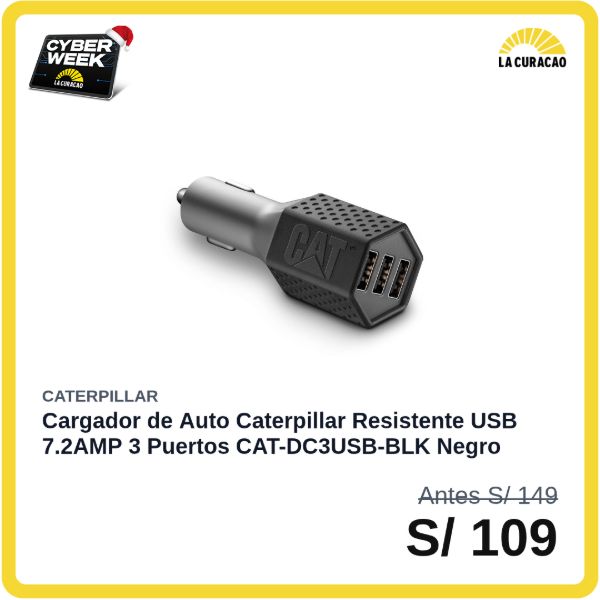 CYBER
WEEK
LA CURACAO
LA CURACAO
CAT
CATERPILLAR
Cargador de Auto Caterpillar Resistente USB
7.2AMP 3 Puertos CAT-DC3USB-BLK Negro
Antes S/ 149
S/ 109